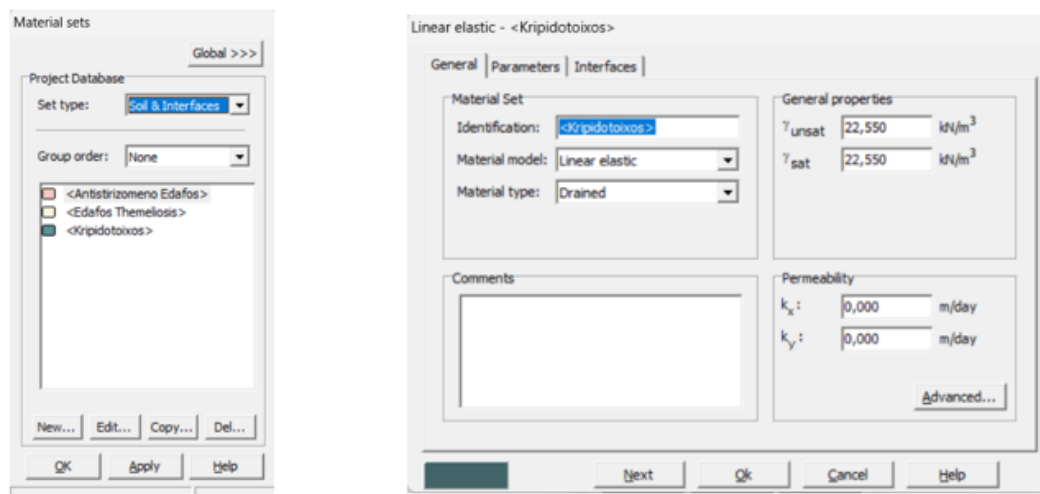 Material sets
Global >>>
Project Database
Set type: Soil & Interfaces
Group order: None
<Antistirizomeno Edafos>
<Edafos Themeliosis>
<Kripidotoixos>
New... Edit... Copy... Del...
OK Apply Help
Linear elastic - <Kripidotoixos>
General Parameters Interfaces
Material Set
Identification: <Kripidotoixos>
Material model: Linear elastic
Material type: Drained
General properties
γunsat 22,550 kN/m³
γsat 22,550 kN/m³
Comments
Permeability
kx: 0,000 m/day
ky: 0,000 m/day
Advanced...
Next Ok Cancel Help